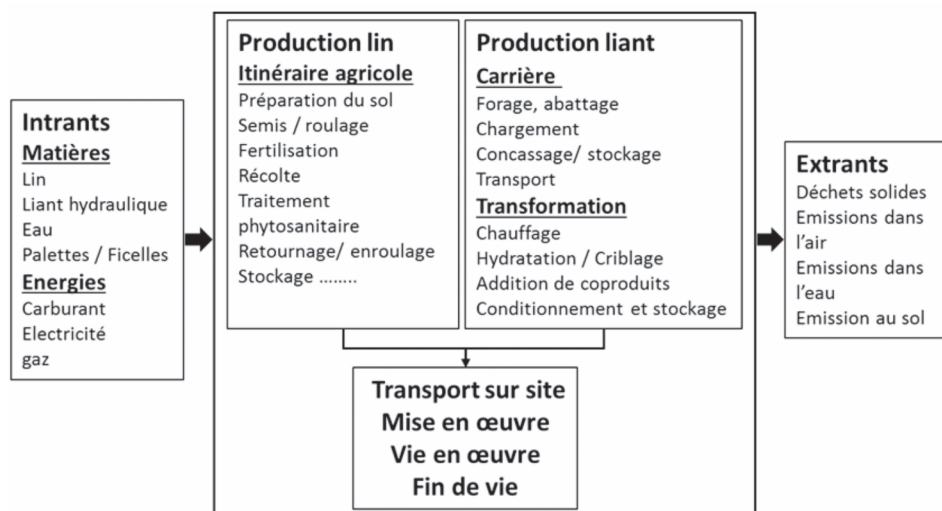 Intrants
Matières
Lin
Liant hydraulique
Eau
Palettes / Ficelles
Energies
Carburant
Electricité
gaz
Production lin
Itinéraire agricole
Préparation du sol
Semis / roulage
Fertilisation
Récolte
Traitement
phytosanitaire
Retournage/ enroulage
Stockage ........
Production liant
Carrière
Forage, abattage
Chargement
Concassage/ stockage
Transport
Transformation
Chauffage
Hydratation / Criblage
Addition de coproduits
Conditionnement et stockage
Transport sur site
Mise en œuvre
Vie en œuvre
Fin de vie
Extrants
Déchets solides
Emissions dans
l’air
Emissions dans
l’eau
Emission au sol